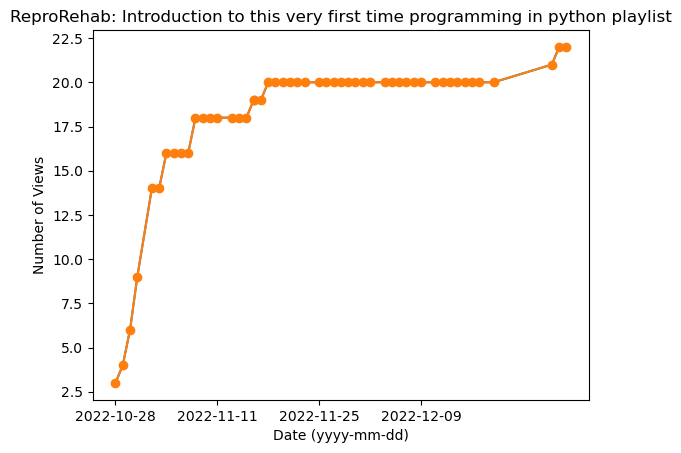 ReproRehab: Introduction to this very first time programming in python playlist
22.5
20.0
17.5
15.0
12.5
10.0
7.5
5.0
2.5
Number of Views
2022-10-28 2022-11-11 2022-11-25 2022-12-09
Date (yyyy-mm-dd)